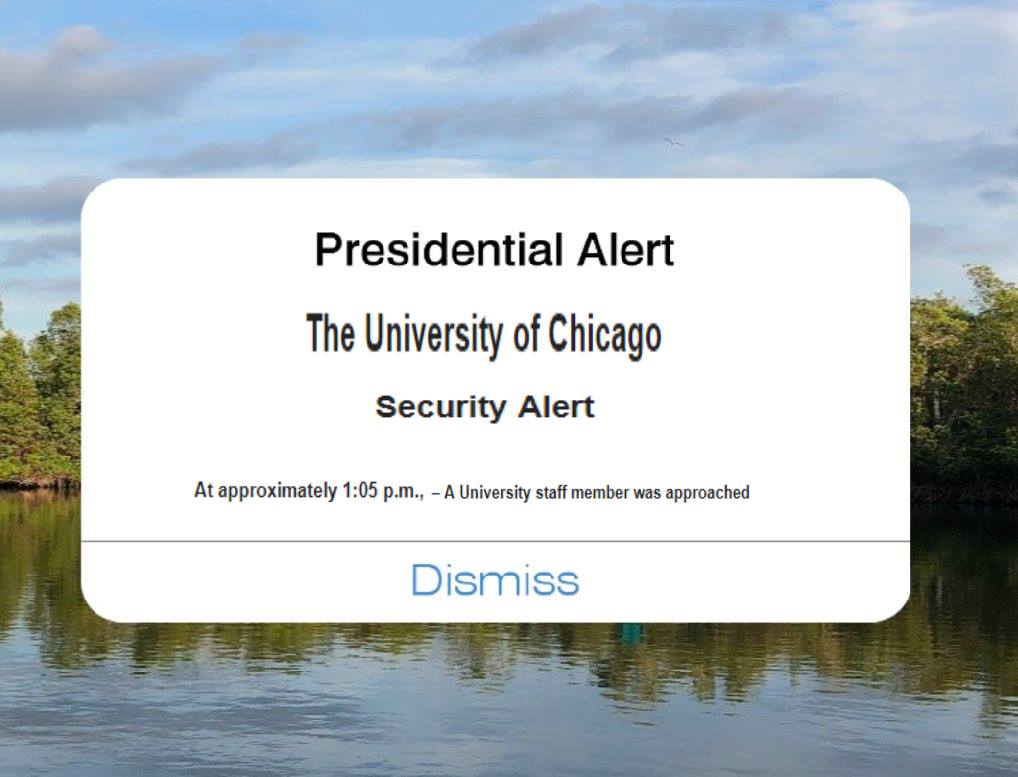 Presidential Alert
The University of Chicago
Security Alert
At approximately 1:05 p.m., – A University staff member was approached
Dismiss